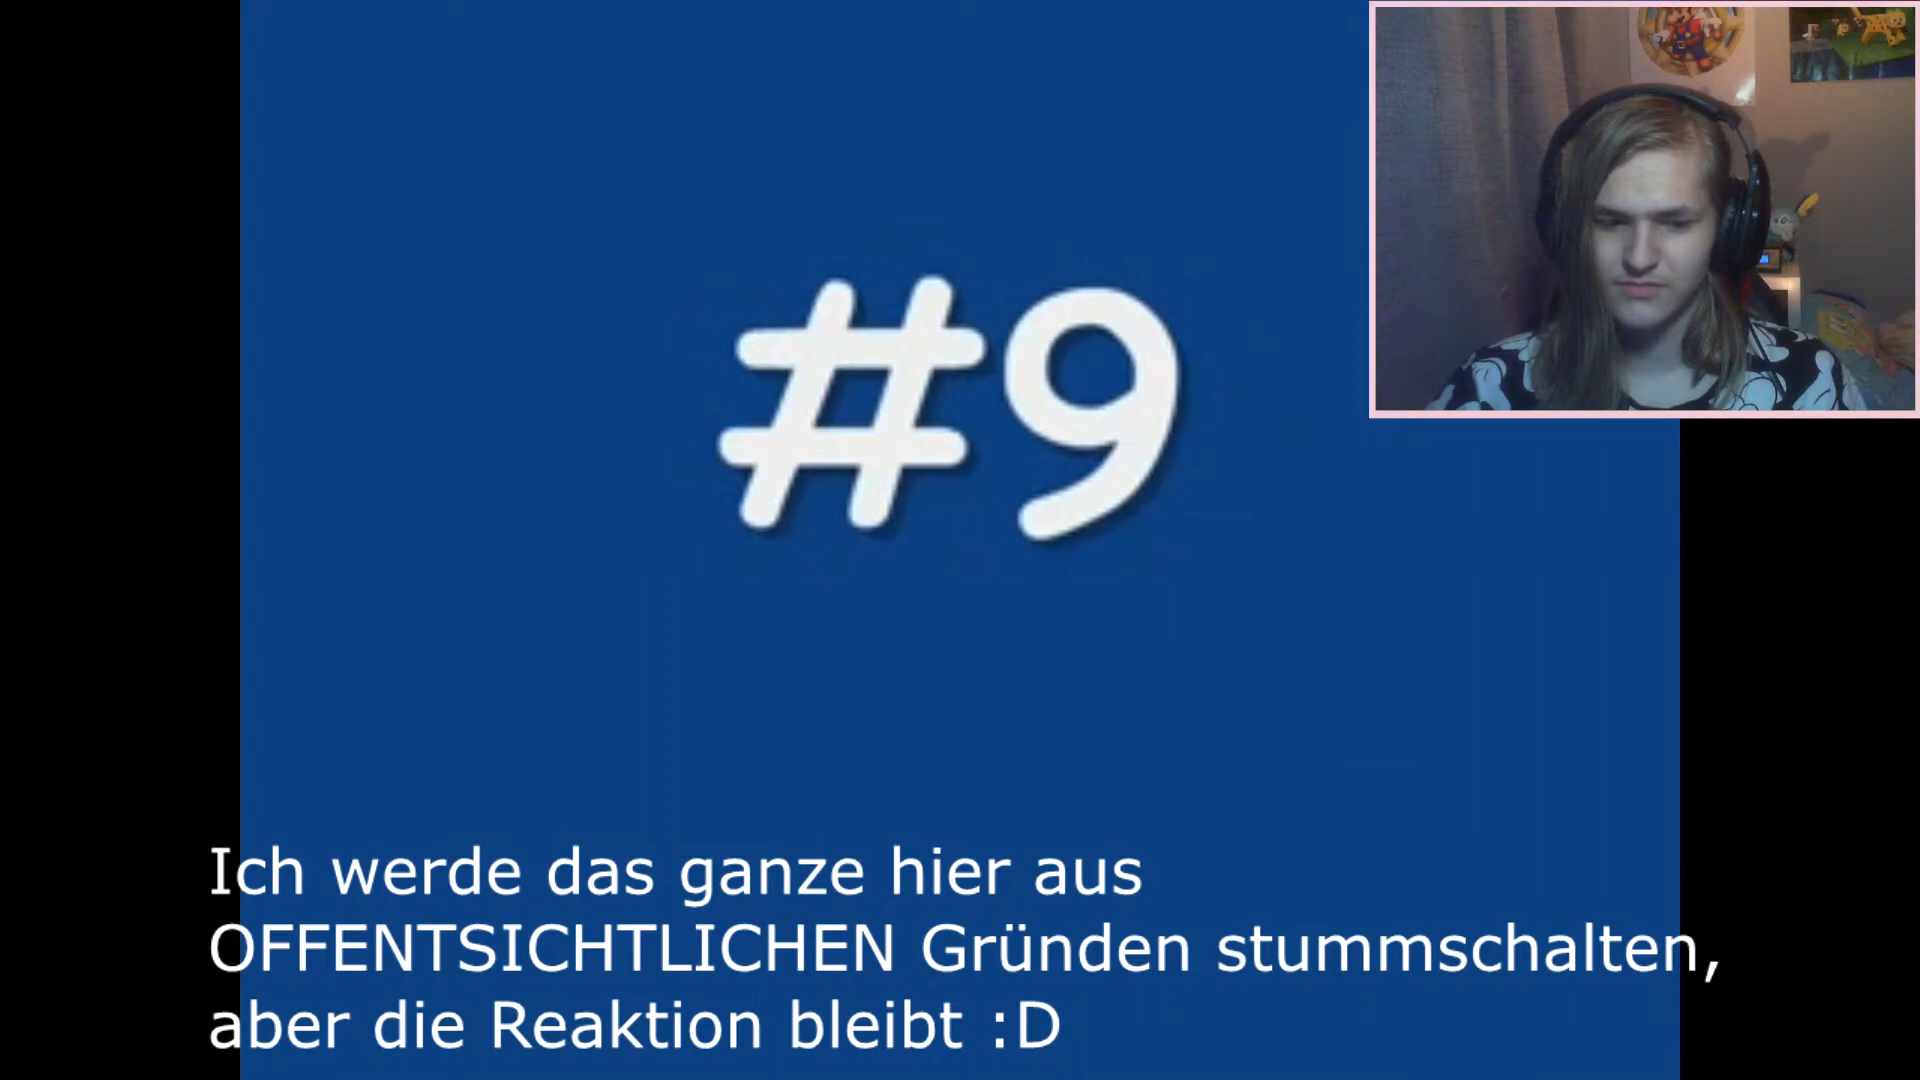 #9
Ich werde das ganze hier aus
OFFENTSICHTLICHEN Gründen stummschalten,
aber die Reaktion bleibt :D